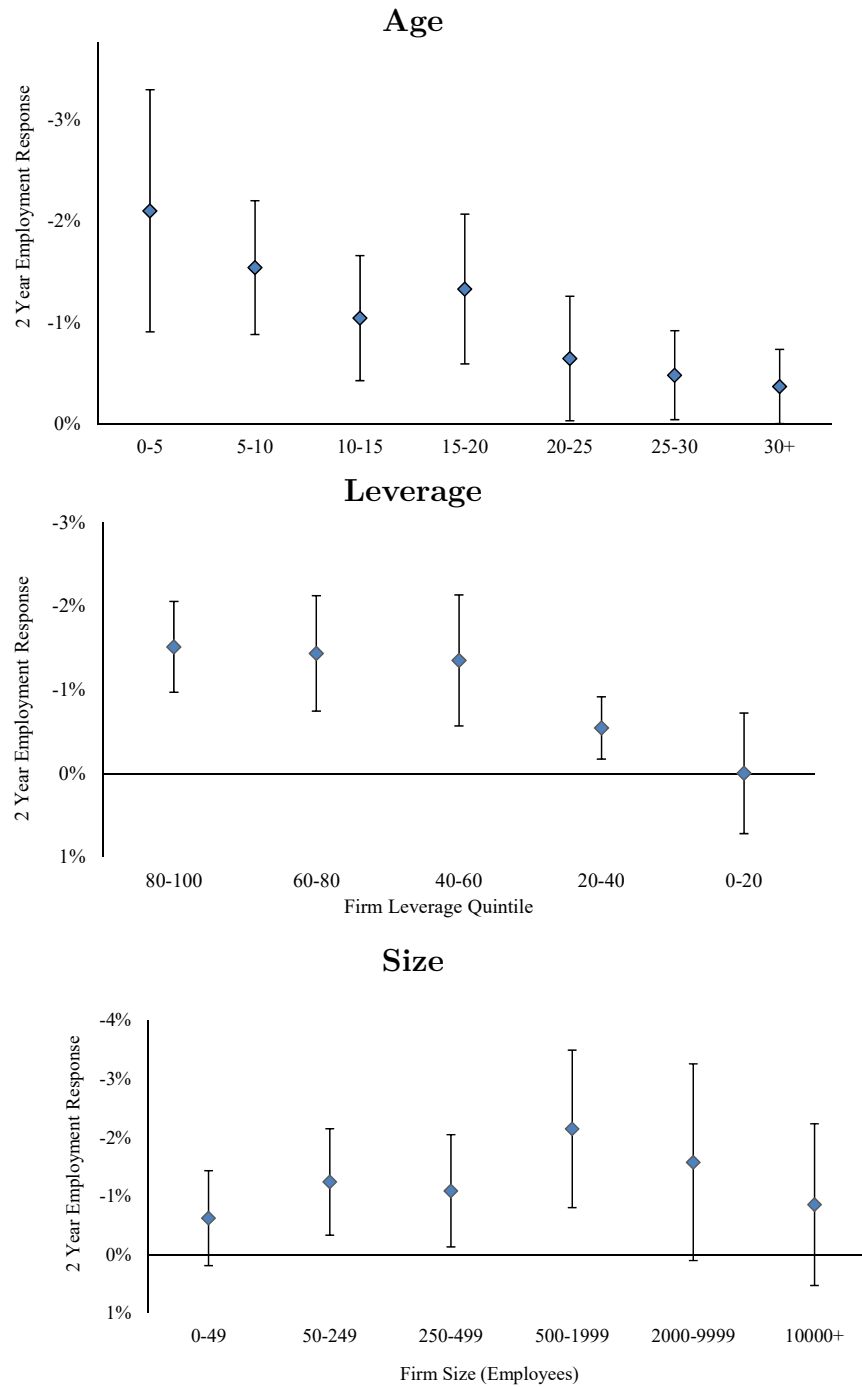 Age
2 Year Employment Response
-3%
-2%
-1%
0%
0-5 5-10 10-15 15-20 20-25 25-30 30+
Leverage
2 Year Employment Response
-3%
-2%
-1%
0%
1%
80-100 60-80 40-60 20-40 0-20
Firm Leverage Quintile
Size
2 Year Employment Response
-4%
-3%
-2%
-1%
0%
1%
0-49 50-249 250-499 500-1999 2000-9999 10000+
Firm Size (Employees)